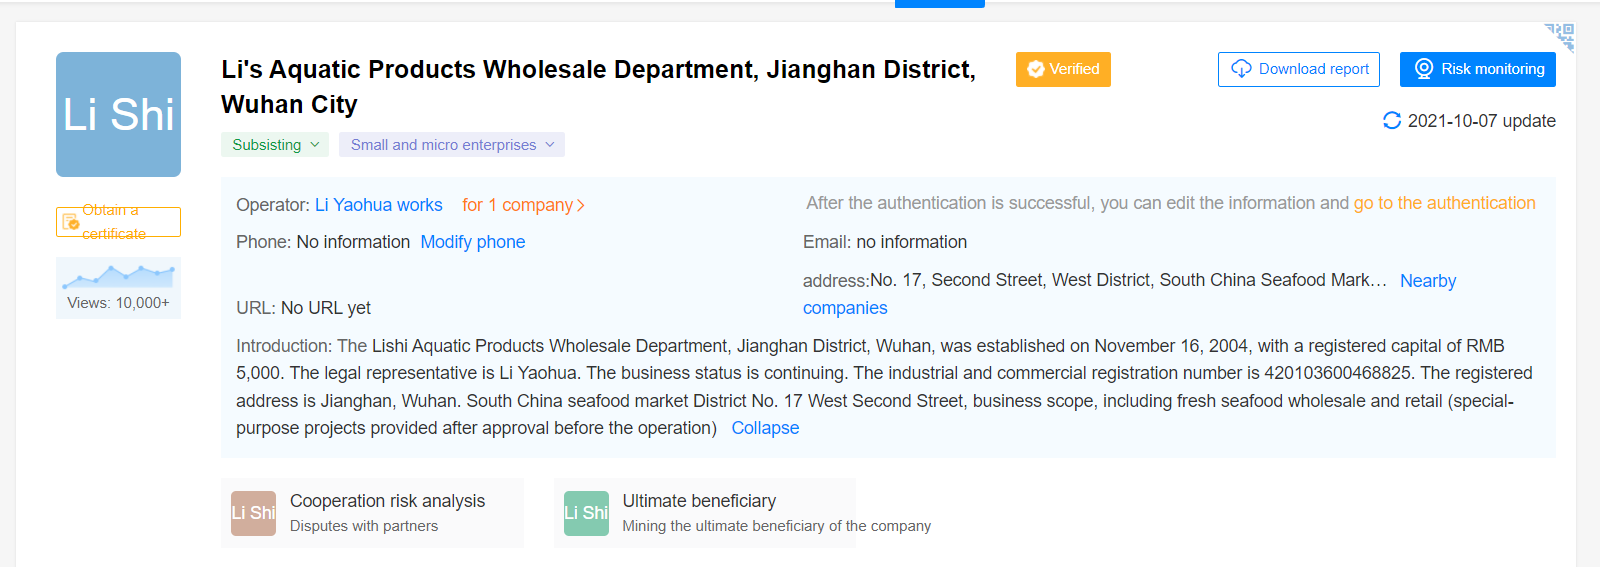 Li Shi
Li's Aquatic Products Wholesale Department, Jianghan District,
Wuhan City
Verified
Download report
Risk monitoring
2021-10-07 update
Subsisting
Small and micro enterprises
Obtain a
certificate
Views: 10,000+
Operator: Li Yaohua works for 1 company
After the authentication is successful, you can edit the information and go to the authentication
Phone: No information Modify phone
Email: no information
address:No. 17, Second Street, West District, South China Seafood Mark... Nearby
companies
URL: No URL yet
Introduction: The Lishi Aquatic Products Wholesale Department, Jianghan District, Wuhan, was established on November 16, 2004, with a registered capital of RMB
5,000. The legal representative is Li Yaohua. The business status is continuing. The industrial and commercial registration number is 420103600468825. The registered
address is Jianghan, Wuhan. South China seafood market District No. 17 West Second Street, business scope, including fresh seafood wholesale and retail (special-
purpose projects provided after approval before the operation) Collapse
Li Shi
Cooperation risk analysis
Disputes with partners
Li Shi
Ultimate beneficiary
Mining the ultimate beneficiary of the company